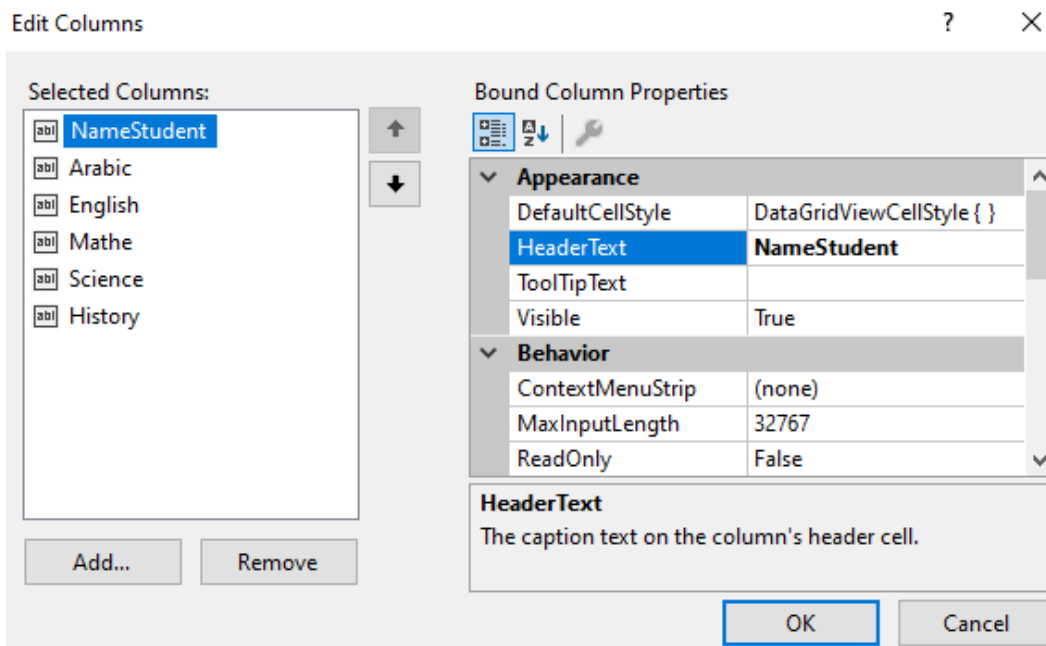 Edit Columns
?
Selected Columns:
NameStudent
Arabic
English
Mathe
Science
History
Add...
Remove
Bound Column Properties
Appearance
DefaultCellStyle DataGridViewCellStyle { }
HeaderText NameStudent
ToolTipText
Visible True
Behavior
ContextMenuStrip (none)
MaxInputLength 32767
ReadOnly False
HeaderText
The caption text on the column's header cell.
OK
Cancel